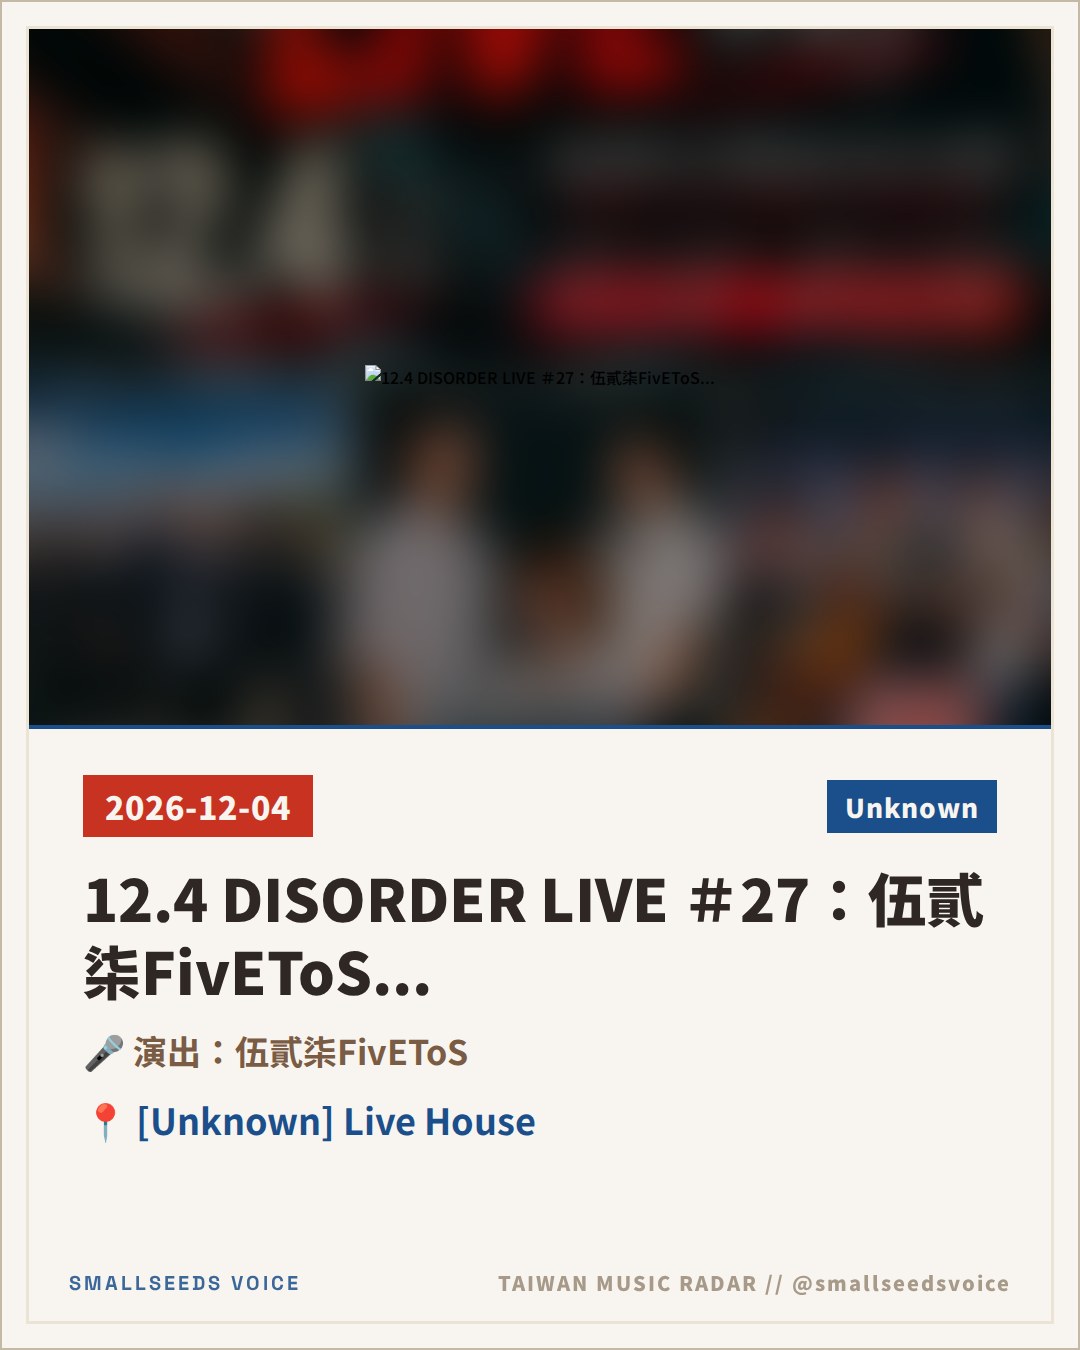 12.4 DISORDER LIVE ＃27：伍貳柒FivEToS...
2026-12-04
Unknown
12.4 DISORDER LIVE ＃27：伍貳
柒FivEToS...
演出：伍貳柒FivEToS
[Unknown] Live House
SMALLSEEDS VOICE
TAIWAN MUSIC RADAR // @smallseedsvoice